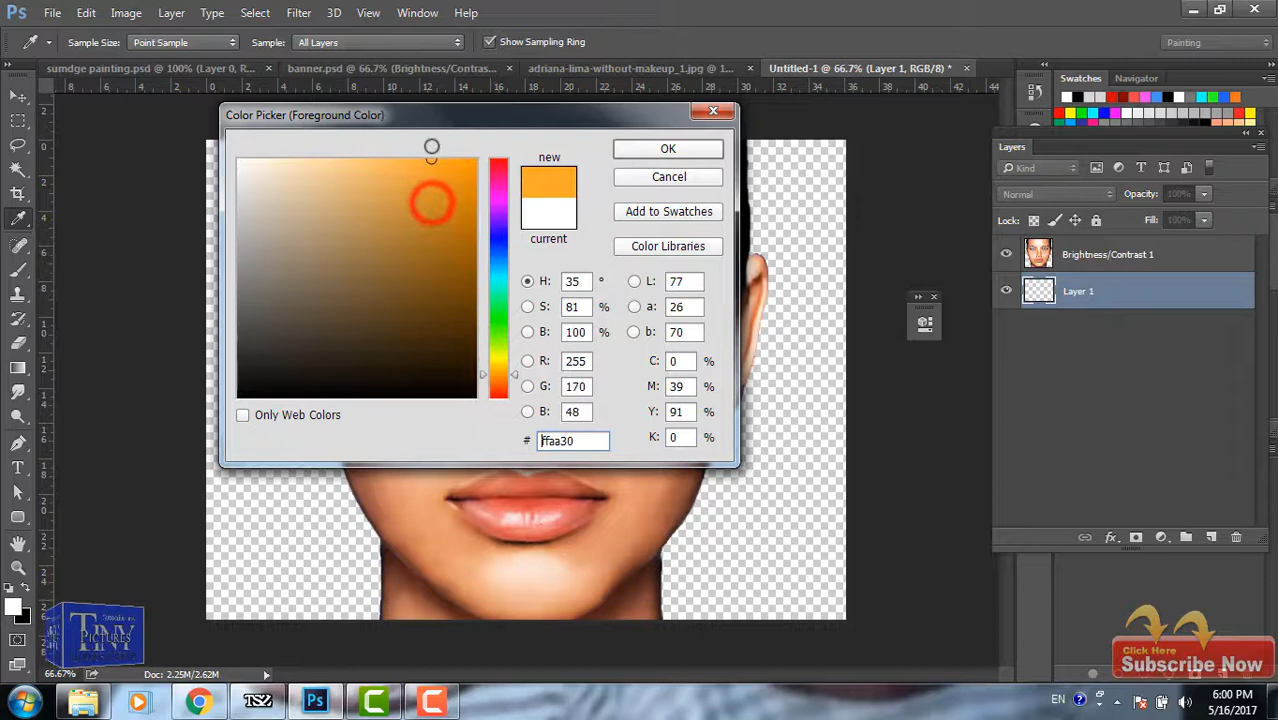 Ps File Edit Image Layer Type Select Filter 3D View Window Help
Sample Size: Point Sample Sample: All Layers Show Sampling Ring Painting
sumdge painting.psd @ 100% (Layer 0, R... × banner.psd @ 66.7% (Brightness/Contras... × adriana-lima-without-makeup_1.jpg @ 1... × Untitled-1 @ 66.7% (Layer 1, RGB/8) * ×
Swatches Navigator
Color Picker (Foreground Color)
new
current
OK
Cancel
Add to Swatches
Color Libraries
H: 35 ° L: 77
S: 81 % a: 26
B: 100 % b: 70
R: 255 C: 0 %
G: 170 M: 39 %
B: 48 Y: 91 %
# ffaa30 K: 0 %
Only Web Colors
Layers
Kind
Normal Opacity: 100%
Lock: Fill: 100%
Brightness/Contrast 1
Layer 1
TINY
PICTURES
Click Here
Subscribe Now
66.67% Doc: 2.25M/2.62M
TS2 Ps EN 6:00 PM
5/16/2017